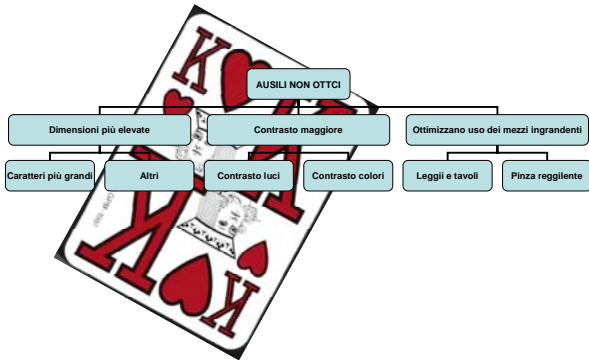 AUSILI NON OTTCI
Dimensioni più elevate
Contrasto maggiore
Ottimizzano uso dei mezzi ingrandenti
Caratteri più grandi
Altri
Contrasto luci
Contrasto colori
Leggii e tavoli
Pinza reggilente
K
K
K
K